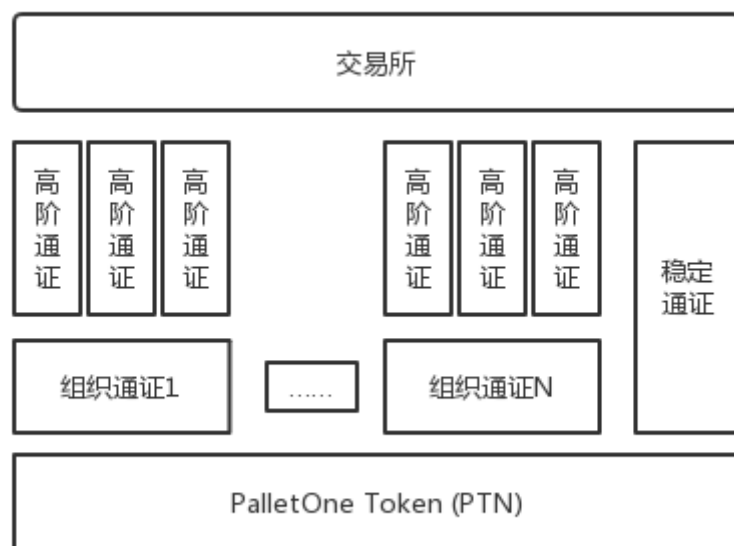 交易所
高阶通证
高阶通证
高阶通证
高阶通证
高阶通证
高阶通证
稳定
通证
组织通证1
……
组织通证N
PalletOne Token (PTN)